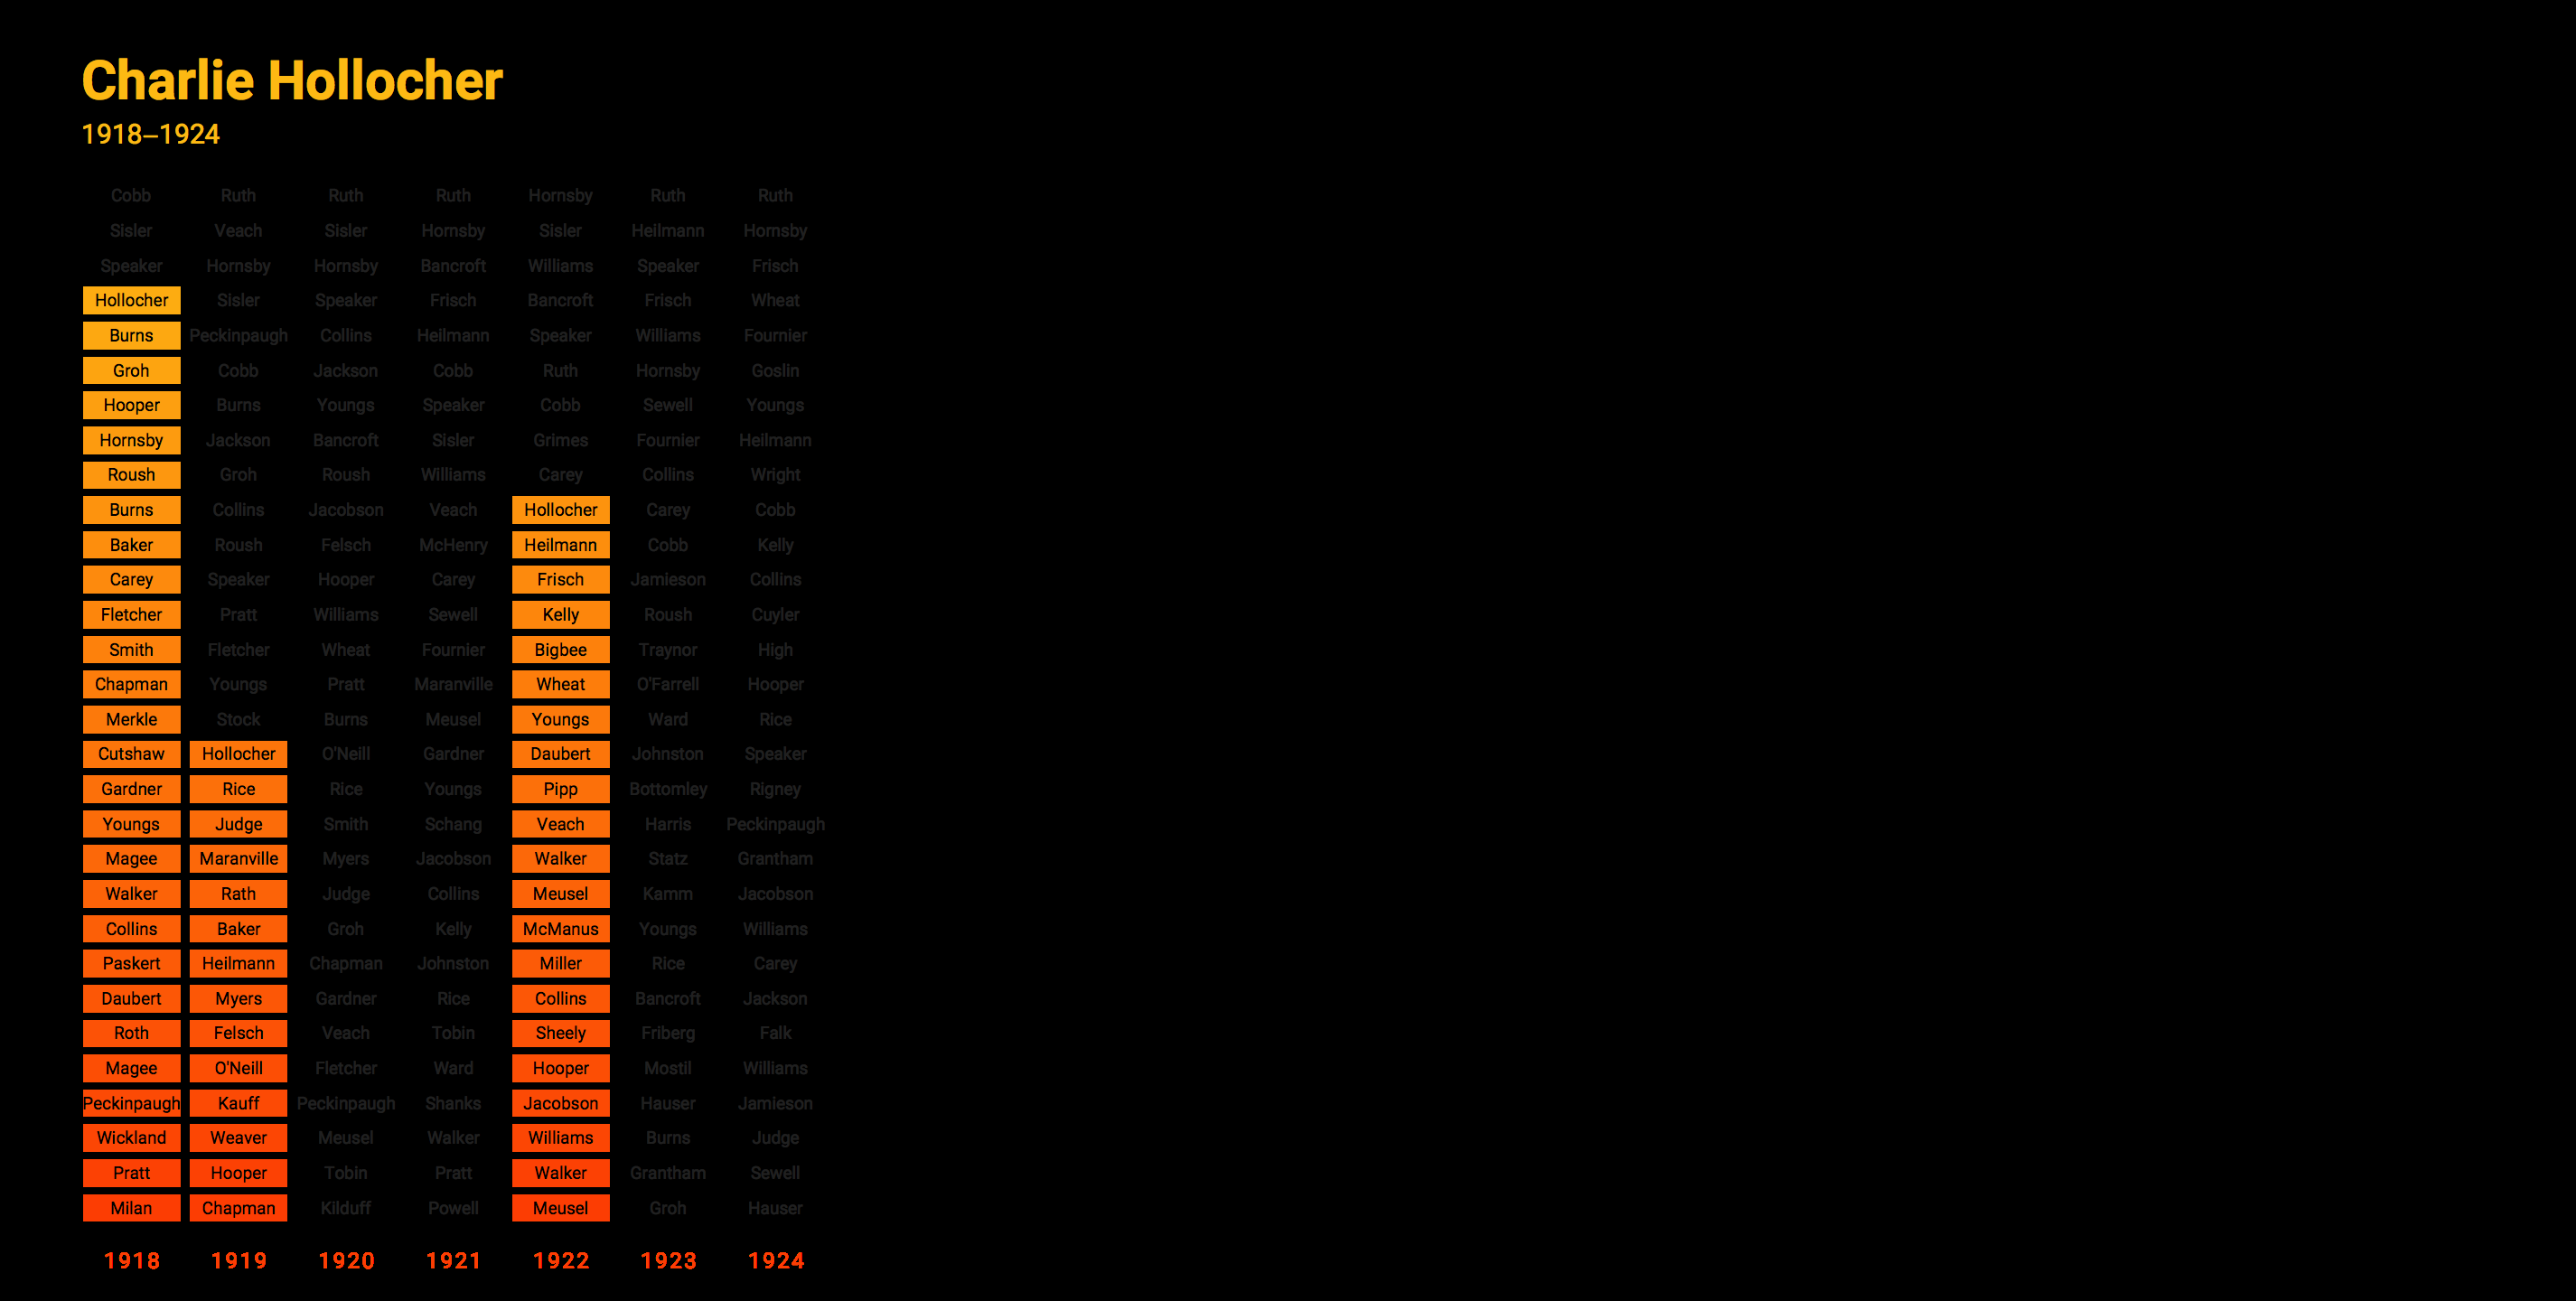 Charlie Hollocher
1918–1924
Cobb Ruth Ruth Ruth Hornsby Ruth Ruth
Sisler Veach Sisler Hornsby Sisler Heilmann Hornsby
Speaker Hornsby Hornsby Bancroft Williams Speaker Frisch
Hollocher Sisler Speaker Frisch Bancroft Frisch Wheat
Burns Peckinpaugh Collins Heilmann Speaker Williams Fournier
Groh Cobb Jackson Cobb Ruth Hornsby Goslin
Hooper Burns Youngs Speaker Cobb Sewell Youngs
Hornsby Jackson Bancroft Sisler Grimes Fournier Heilmann
Roush Groh Roush Williams Carey Collins Wright
Burns Collins Jacobson Veach Hollocher Carey Cobb
Baker Roush Felsch McHenry Heilmann Cobb Kelly
Carey Speaker Hooper Carey Frisch Jamieson Collins
Fletcher Pratt Williams Sewell Kelly Roush Cuyler
Smith Fletcher Wheat Fournier Bigbee Traynor High
Chapman Youngs Pratt Maranville Wheat O'Farrell Hooper
Merkle Stock Burns Meusel Youngs Ward Rice
Cutshaw Hollocher O'Neill Gardner Daubert Johnston Speaker
Gardner Rice Rice Youngs Pipp Bottomley Rigney
Youngs Judge Smith Schang Veach Harris Peckinpaugh
Magee Maranville Myers Jacobson Walker Statz Grantham
Walker Rath Judge Collins Meusel Kamm Jacobson
Collins Baker Groh Kelly McManus Youngs Williams
Paskert Heilmann Chapman Johnston Miller Rice Carey
Daubert Myers Gardner Rice Collins Bancroft Jackson
Roth Felsch Veach Tobin Sheely Friberg Falk
Magee O'Neill Fletcher Ward Hooper Mostil Williams
Peckinpaugh Kauff Peckinpaugh Shanks Jacobson Hauser Jamieson
Wickland Weaver Meusel Walker Williams Burns Judge
Pratt Hooper Tobin Pratt Walker Grantham Sewell
Milan Chapman Kilduff Powell Meusel Groh Hauser
1918 1919 1920 1921 1922 1923 1924